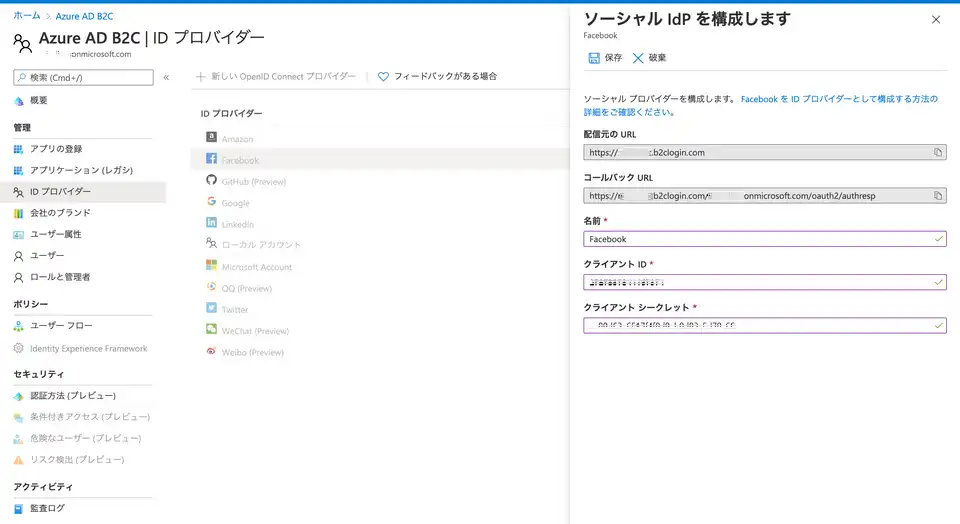 ホーム > Azure AD B2C
Azure AD B2C | ID プロバイダー
onmicrosoft.com
検索 (Cmd+/)
«
概要
管理
アプリの登録
アプリケーション (レガシ)
ID プロバイダー
会社のブランド
ユーザー属性
ユーザー
ロールと管理者
ポリシー
ユーザー フロー
Identity Experience Framework
セキュリティ
認証方法 (プレビュー)
条件付きアクセス (プレビュー)
危険なユーザー (プレビュー)
リスク検出 (プレビュー)
アクティビティ
監査ログ
新しい OpenID Connect プロバイダー
フィードバックがある場合
ID プロバイダー
Amazon
Facebook
GitHub (Preview)
Google
LinkedIn
ローカル アカウント
Microsoft Account
QQ (Preview)
Twitter
WeChat (Preview)
Weibo (Preview)
ソーシャル IdP を構成します
Facebook
保存
破棄
ソーシャル プロバイダーを構成します。 Facebook を ID プロバイダーとして構成する方法の
詳細をご確認ください。
配信元の URL
https:// .b2clogin.com
コールバック URL
https:// b2clogin.com/ onmicrosoft.com/oauth2/authresp
名前 *
Facebook
クライアント ID *
クライアント シークレット *